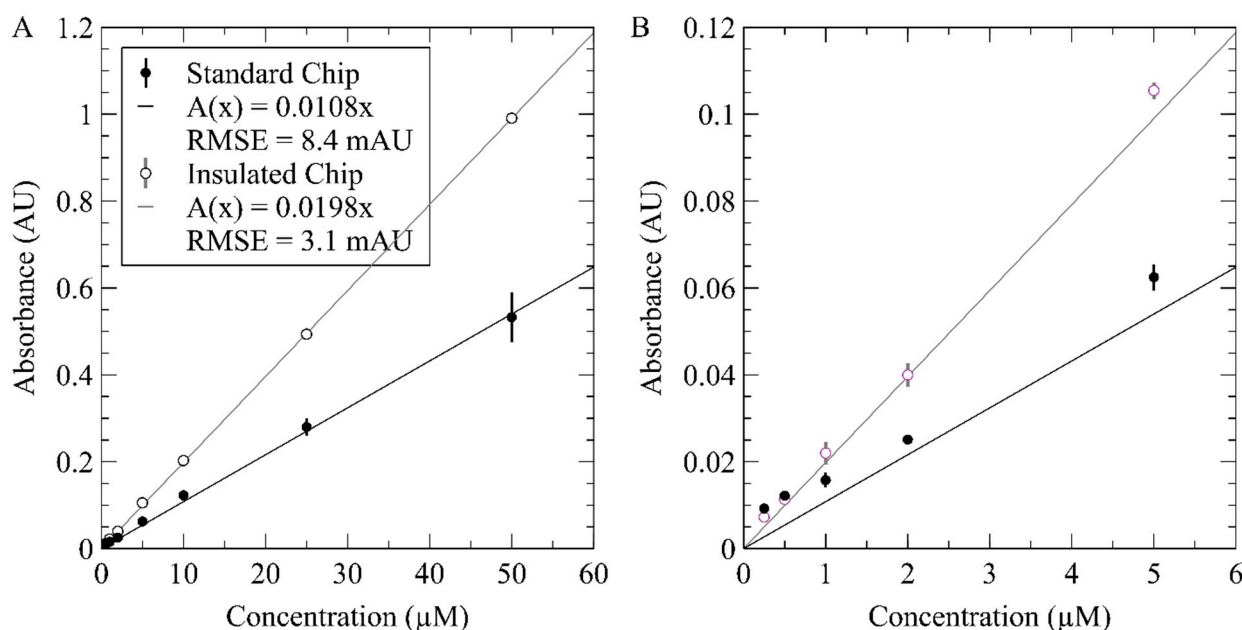 A
B
Standard Chip
A(x) = 0.0108x
RMSE = 8.4 mAU
Insulated Chip
A(x) = 0.0198x
RMSE = 3.1 mAU
1.2
1
0.8
0.6
0.4
0.2
0
Absorbance (AU)
0 10 20 30 40 50 60
Concentration (µM)
0.12
0.1
0.08
0.06
0.04
0.02
0
Absorbance (AU)
0 1 2 3 4 5 6
Concentration (µM)